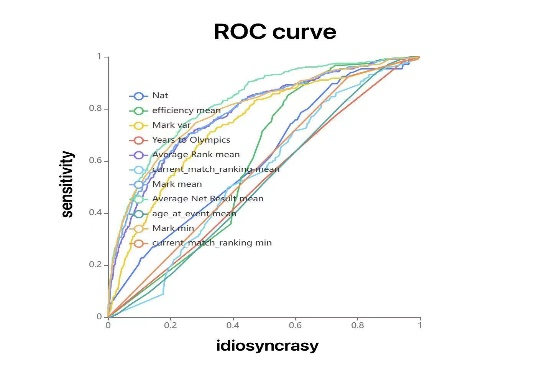 ROC curve
1
0.8
0.6
0.4
0.2
0
sensitivity
Nat
efficiency mean
Mark var
Years to Olympics
Average Rank mean
current_match_ranking mean
Mark mean
Average Net Result mean
age_at_event mean
Mark min
current_match_ranking min
0 0.2 0.4 0.6 0.8 1
idiosyncrasy